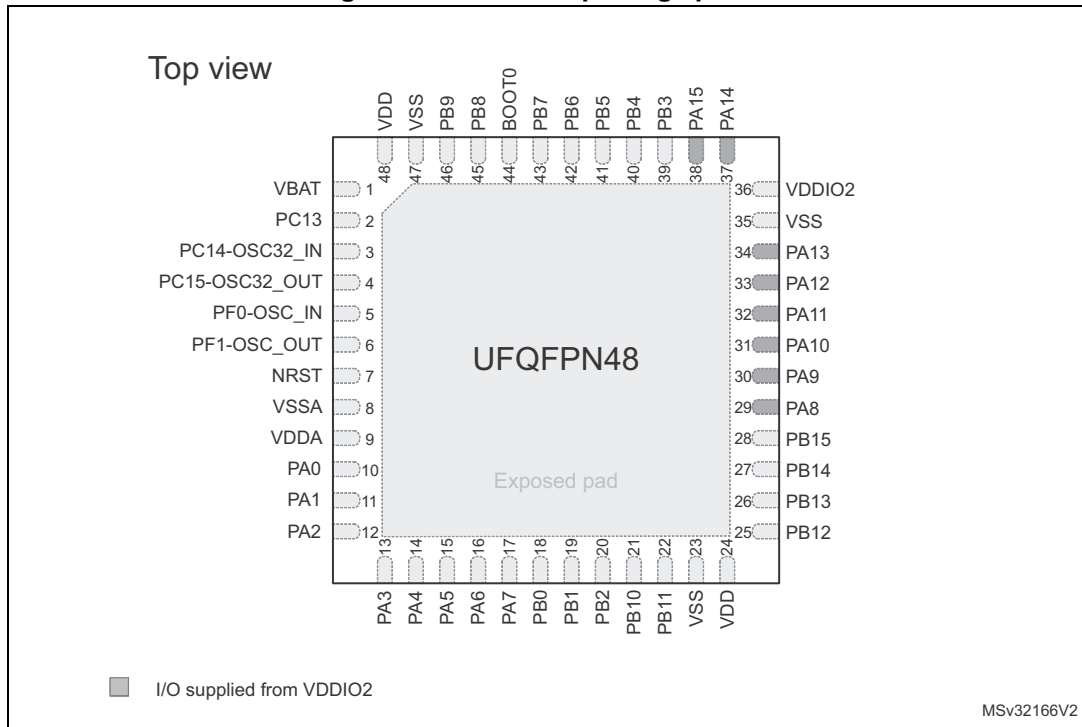 Top view
VDD
VSS
PB9
PB8
BOOT0
PB7
PB6
PB5
PB4
PB3
PA15
PA14
48
47
46
45
44
43
42
41
40
39
38
37
VBAT 1
PC13 2
PC14-OSC32_IN 3
PC15-OSC32_OUT 4
PF0-OSC_IN 5
PF1-OSC_OUT 6
NRST 7
VSSA 8
VDDA 9
PA0 10
PA1 11
PA2 12
36 VDDIO2
35 VSS
34 PA13
33 PA12
32 PA11
31 PA10
30 PA9
29 PA8
28 PB15
27 PB14
26 PB13
25 PB12
UFQFPN48
Exposed pad
13
14
15
16
17
18
19
20
21
22
23
24
PA3
PA4
PA5
PA6
PA7
PB0
PB1
PB2
PB10
PB11
VSS
VDD
I/O supplied from VDDIO2
MSv32166V2